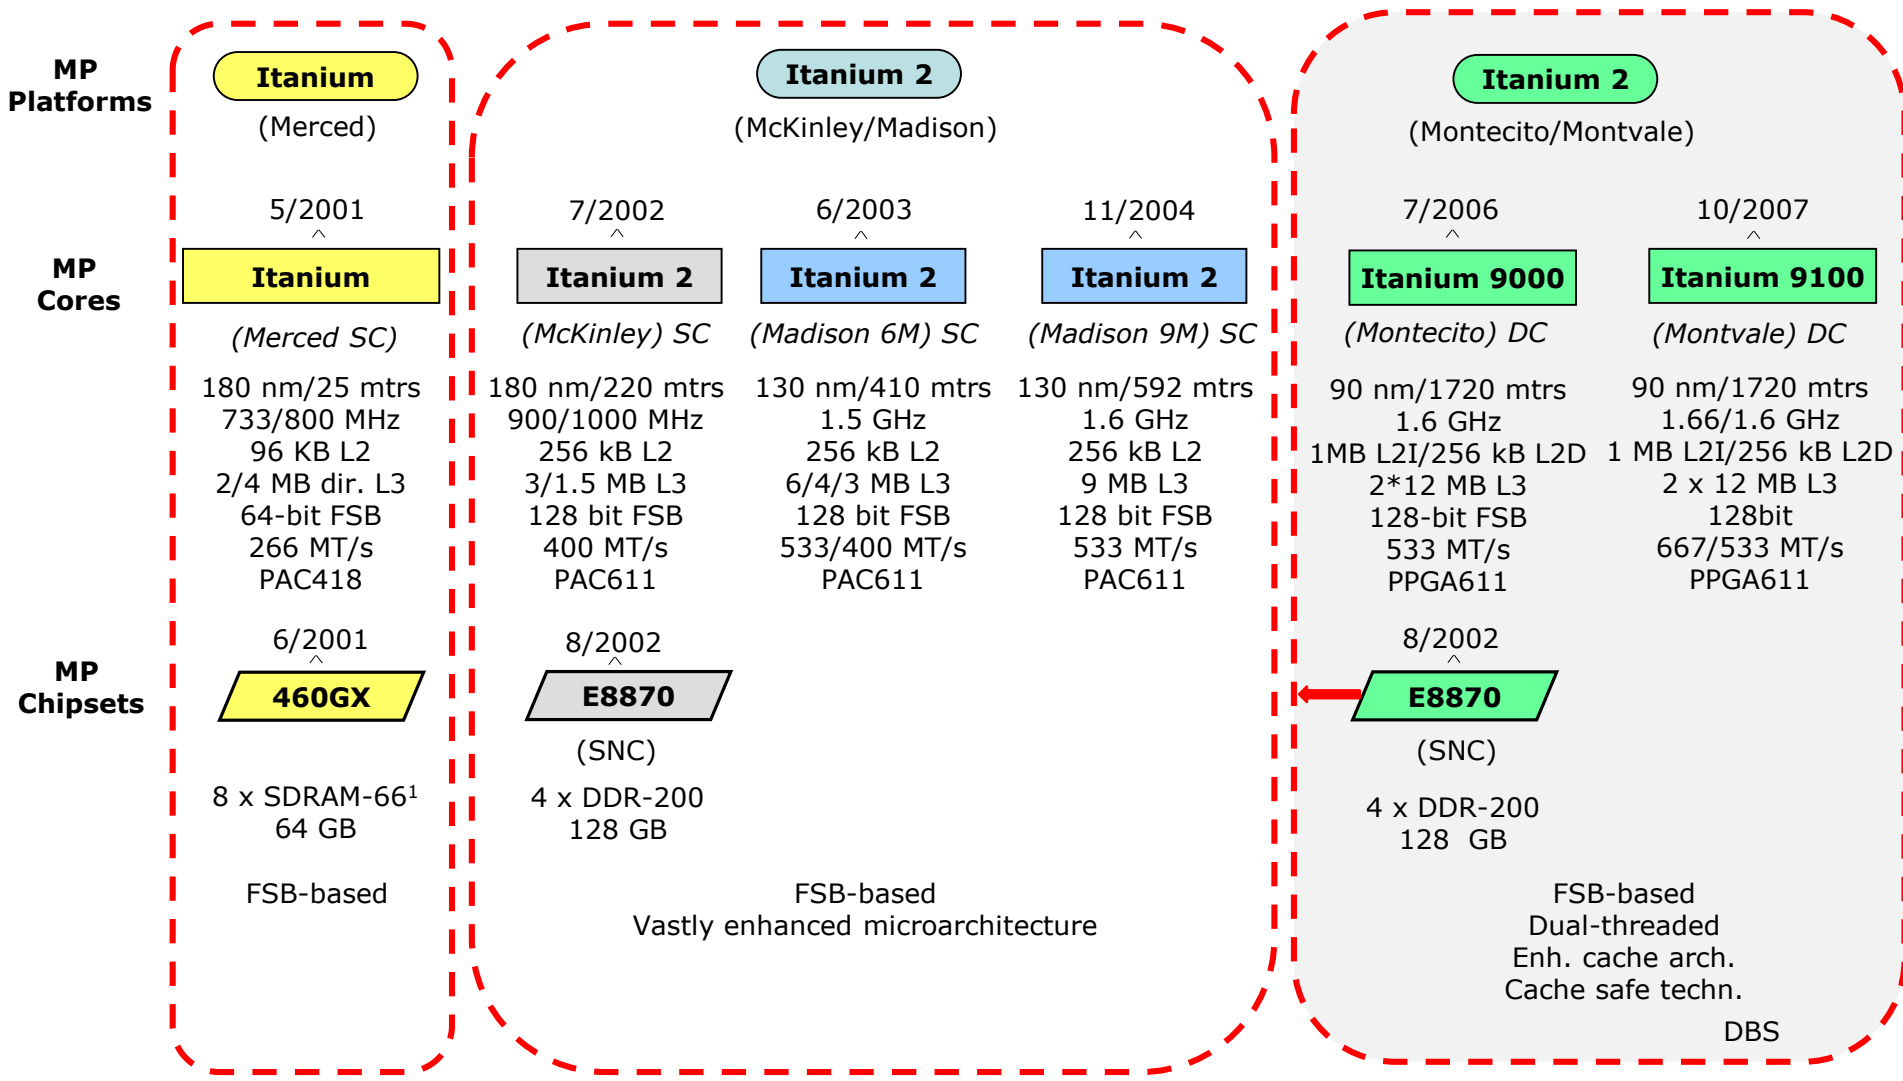 MP
Platforms
Itanium
(Merced)
Itanium 2
(McKinley/Madison)
Itanium 2
(Montecito/Montvale)
MP
Cores
5/2001
Itanium
(Merced SC)
180 nm/25 mtrs
733/800 MHz
96 KB L2
2/4 MB dir. L3
64-bit FSB
266 MT/s
PAC418
7/2002
Itanium 2
(McKinley) SC
180 nm/220 mtrs
900/1000 MHz
256 kB L2
3/1.5 MB L3
128 bit FSB
400 MT/s
PAC611
6/2003
Itanium 2
(Madison 6M) SC
130 nm/410 mtrs
1.5 GHz
256 kB L2
6/4/3 MB L3
128 bit FSB
533/400 MT/s
PAC611
11/2004
Itanium 2
(Madison 9M) SC
130 nm/592 mtrs
1.6 GHz
256 kB L2
9 MB L3
128 bit FSB
533 MT/s
PAC611
7/2006
Itanium 9000
(Montecito) DC
90 nm/1720 mtrs
1.6 GHz
1MB L2I/256 kB L2D
2*12 MB L3
128-bit FSB
533 MT/s
PPGA611
10/2007
Itanium 9100
(Montvale) DC
90 nm/1720 mtrs
1.66/1.6 GHz
1 MB L2I/256 kB L2D
2 x 12 MB L3
128bit
667/533 MT/s
PPGA611
MP
Chipsets
6/2001
460GX
8 x SDRAM-66¹
64 GB
FSB-based
8/2002
E8870
(SNC)
4 x DDR-200
128 GB
FSB-based
Vastly enhanced microarchitecture
8/2002
E8870
(SNC)
4 x DDR-200
128 GB
FSB-based
Dual-threaded
Enh. cache arch.
Cache safe techn.
DBS